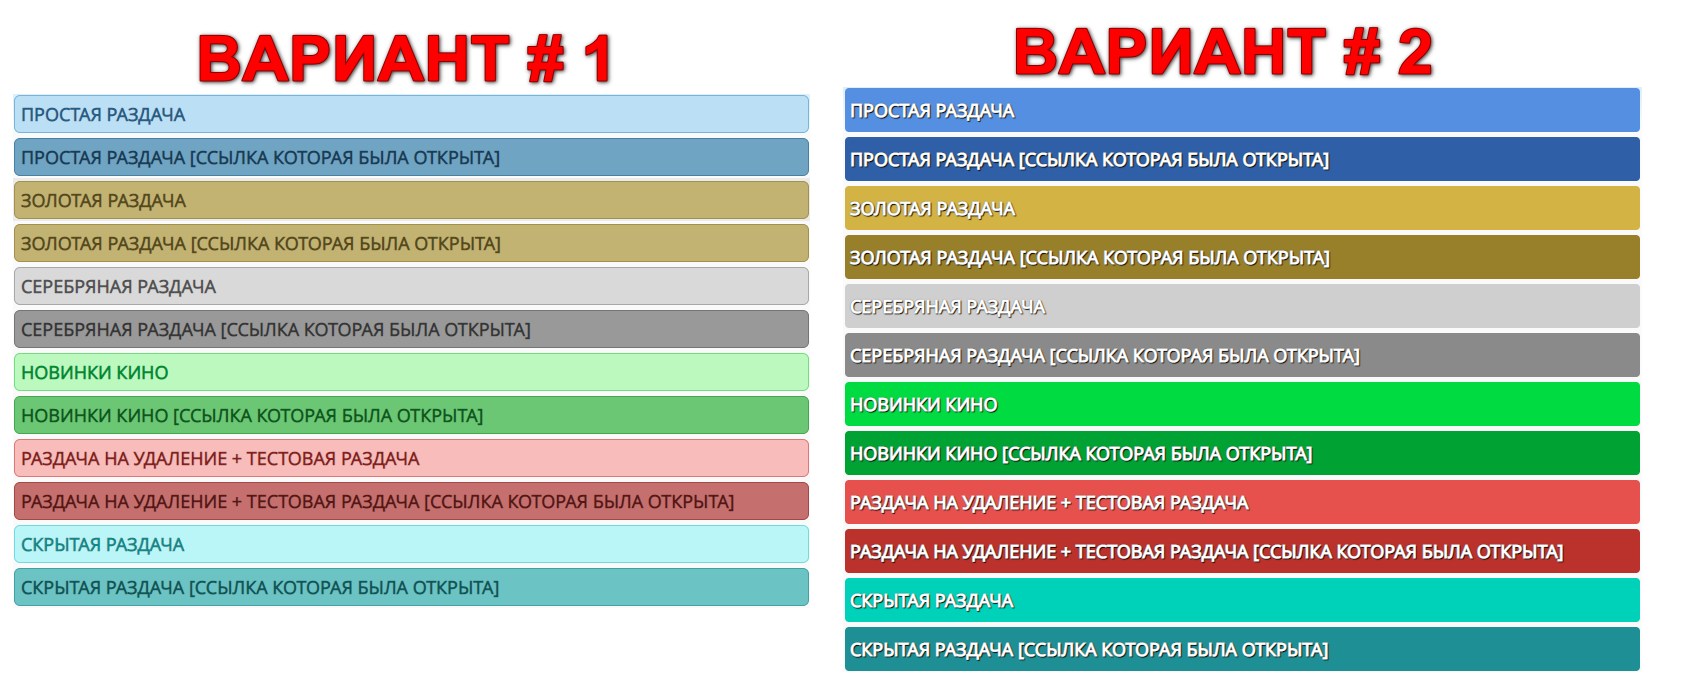 ВАРИАНТ # 1
ПРОСТАЯ РАЗДАЧА
ПРОСТАЯ РАЗДАЧА [ССЫЛКА КОТОРАЯ БЫЛА ОТКРЫТА]
ЗОЛОТАЯ РАЗДАЧА
ЗОЛОТАЯ РАЗДАЧА [ССЫЛКА КОТОРАЯ БЫЛА ОТКРЫТА]
СЕРЕБРЯНАЯ РАЗДАЧА
СЕРЕБРЯНАЯ РАЗДАЧА [ССЫЛКА КОТОРАЯ БЫЛА ОТКРЫТА]
НОВИНКИ КИНО
НОВИНКИ КИНО [ССЫЛКА КОТОРАЯ БЫЛА ОТКРЫТА]
РАЗДАЧА НА УДАЛЕНИЕ + ТЕСТОВАЯ РАЗДАЧА
РАЗДАЧА НА УДАЛЕНИЕ + ТЕСТОВАЯ РАЗДАЧА [ССЫЛКА КОТОРАЯ БЫЛА ОТКРЫТА]
СКРЫТАЯ РАЗДАЧА
СКРЫТАЯ РАЗДАЧА [ССЫЛКА КОТОРАЯ БЫЛА ОТКРЫТА]
ВАРИАНТ # 2
ПРОСТАЯ РАЗДАЧА
ПРОСТАЯ РАЗДАЧА [ССЫЛКА КОТОРАЯ БЫЛА ОТКРЫТА]
ЗОЛОТАЯ РАЗДАЧА
ЗОЛОТАЯ РАЗДАЧА [ССЫЛКА КОТОРАЯ БЫЛА ОТКРЫТА]
СЕРЕБРЯНАЯ РАЗДАЧА
СЕРЕБРЯНАЯ РАЗДАЧА [ССЫЛКА КОТОРАЯ БЫЛА ОТКРЫТА]
НОВИНКИ КИНО
НОВИНКИ КИНО [ССЫЛКА КОТОРАЯ БЫЛА ОТКРЫТА]
РАЗДАЧА НА УДАЛЕНИЕ + ТЕСТОВАЯ РАЗДАЧА
РАЗДАЧА НА УДАЛЕНИЕ + ТЕСТОВАЯ РАЗДАЧА [ССЫЛКА КОТОРАЯ БЫЛА ОТКРЫТА]
СКРЫТАЯ РАЗДАЧА
СКРЫТАЯ РАЗДАЧА [ССЫЛКА КОТОРАЯ БЫЛА ОТКРЫТА]